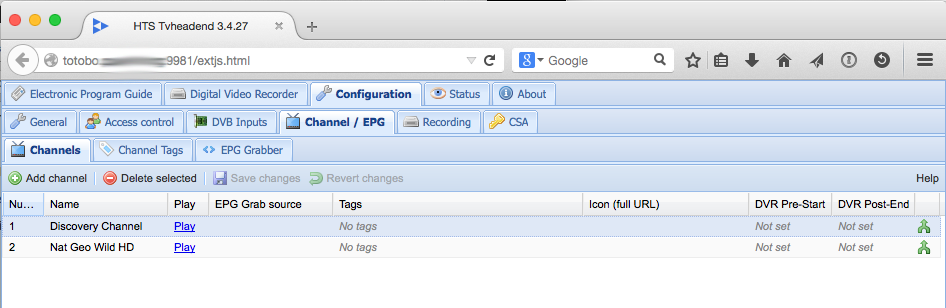 HTS Tvheadend 3.4.27
totobo 9981/extjs.html Google
Electronic Program Guide Digital Video Recorder Configuration Status About
General Access control DVB Inputs Channel / EPG Recording CSA
Channels Channel Tags EPG Grabber
Add channel Delete selected Save changes Revert changes Help
Nu... Name Play EPG Grab source Tags Icon (full URL) DVR Pre-Start DVR Post-End
1 Discovery Channel Play No tags Not set Not set
2 Nat Geo Wild HD Play No tags Not set Not set